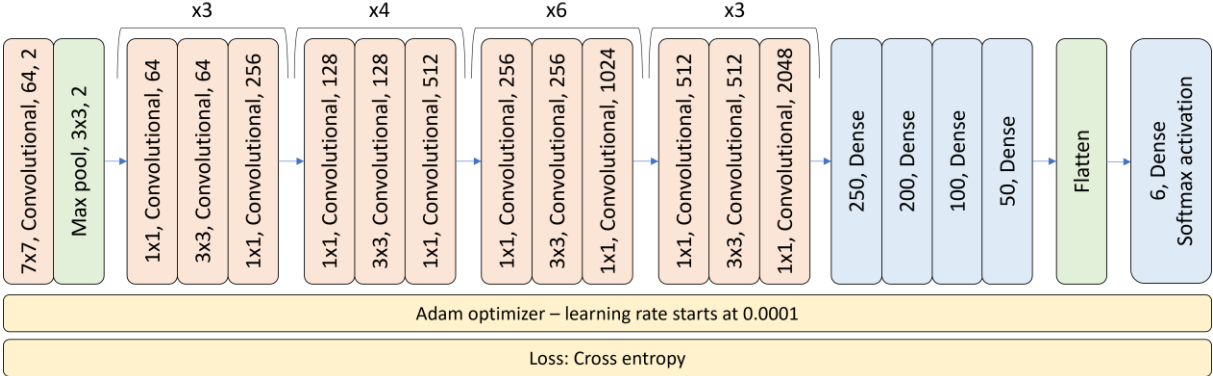 x3
x4
x6
x3
7x7, Convolutional, 64, 2
Max pool, 3x3, 2
1x1, Convolutional, 64
3x3, Convolutional, 64
1x1, Convolutional, 256
1x1, Convolutional, 128
3x3, Convolutional, 128
1x1, Convolutional, 512
1x1, Convolutional, 256
3x3, Convolutional, 256
1x1, Convolutional, 1024
1x1, Convolutional, 512
3x3, Convolutional, 512
1x1, Convolutional, 2048
250, Dense
200, Dense
100, Dense
50, Dense
Flatten
6, Dense
Softmax activation
Adam optimizer – learning rate starts at 0.0001
Loss: Cross entropy